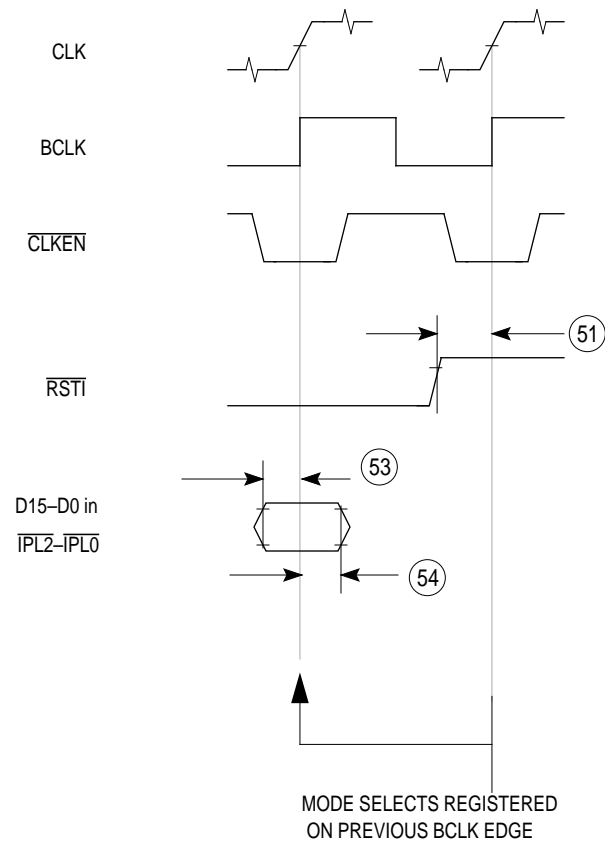 CLK
BCLK
CLKEN
51
RSTI
53
D15–D0 in
IPL2–IPL0
54
MODE SELECTS REGISTERED
ON PREVIOUS BCLK EDGE